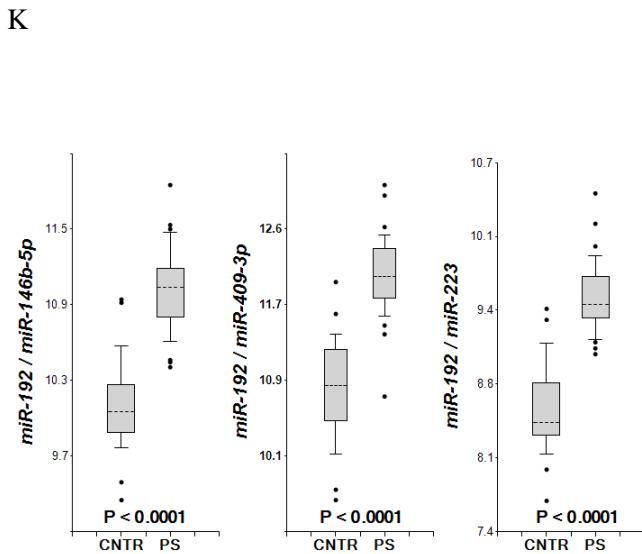 K
miR-192 / miR-146b-5p
11.5
10.9
10.3
9.7
P < 0.0001
CNTR PS
miR-192 / miR-409-3p
12.6
11.7
10.9
10.1
P < 0.0001
CNTR PS
miR-192 / miR-223
10.7
10.1
9.4
8.8
8.1
7.4
P < 0.0001
CNTR PS